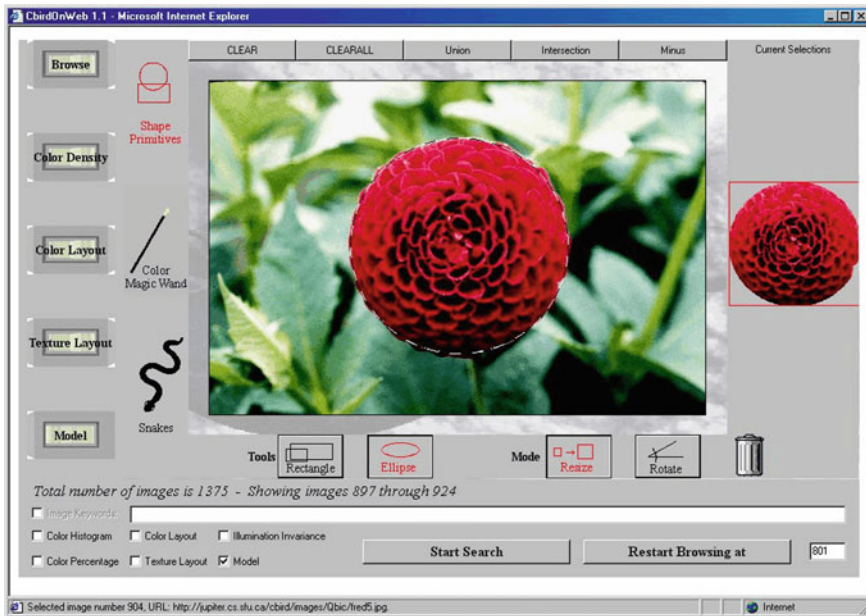 CbirdOnWeb 1.1 - Microsoft Internet Explorer
CLEAR CLEARALL Union Intersection Minus Current Selections
Browse
Shape
Primitives
Color Density
Color Layout
Color
Magic Wand
Texture Layout
Snakes
Model
Tools Rectangle Ellipse Mode Resize Rotate
Total number of images is 1375 - Showing images 897 through 924
Image Keywords:
Color Histogram Color Layout Illumination Invariance
Color Percentage Texture Layout Model
Start Search Restart Browsing at 801
Selected image number 904, URL: http://jupiter.cs.sfu.ca/cbird/images/Qbic/fred5.jpg. Internet